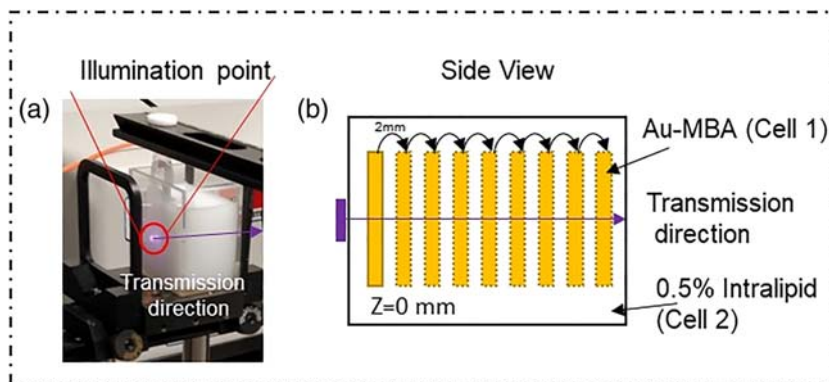 Illumination point
Side View
(a)
(b)
2mm
Au-MBA (Cell 1)
Transmission
direction
Transmission
direction
Z=0 mm
0.5% Intralipid
(Cell 2)